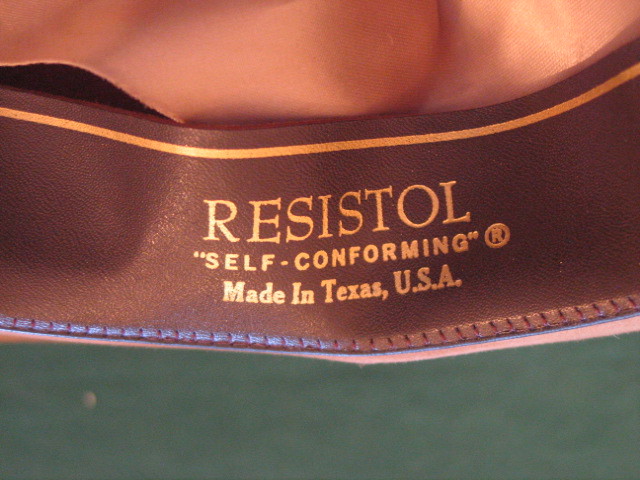 RESISTOL
"SELF-CONFORMING"®
Made In Texas, U.S.A.